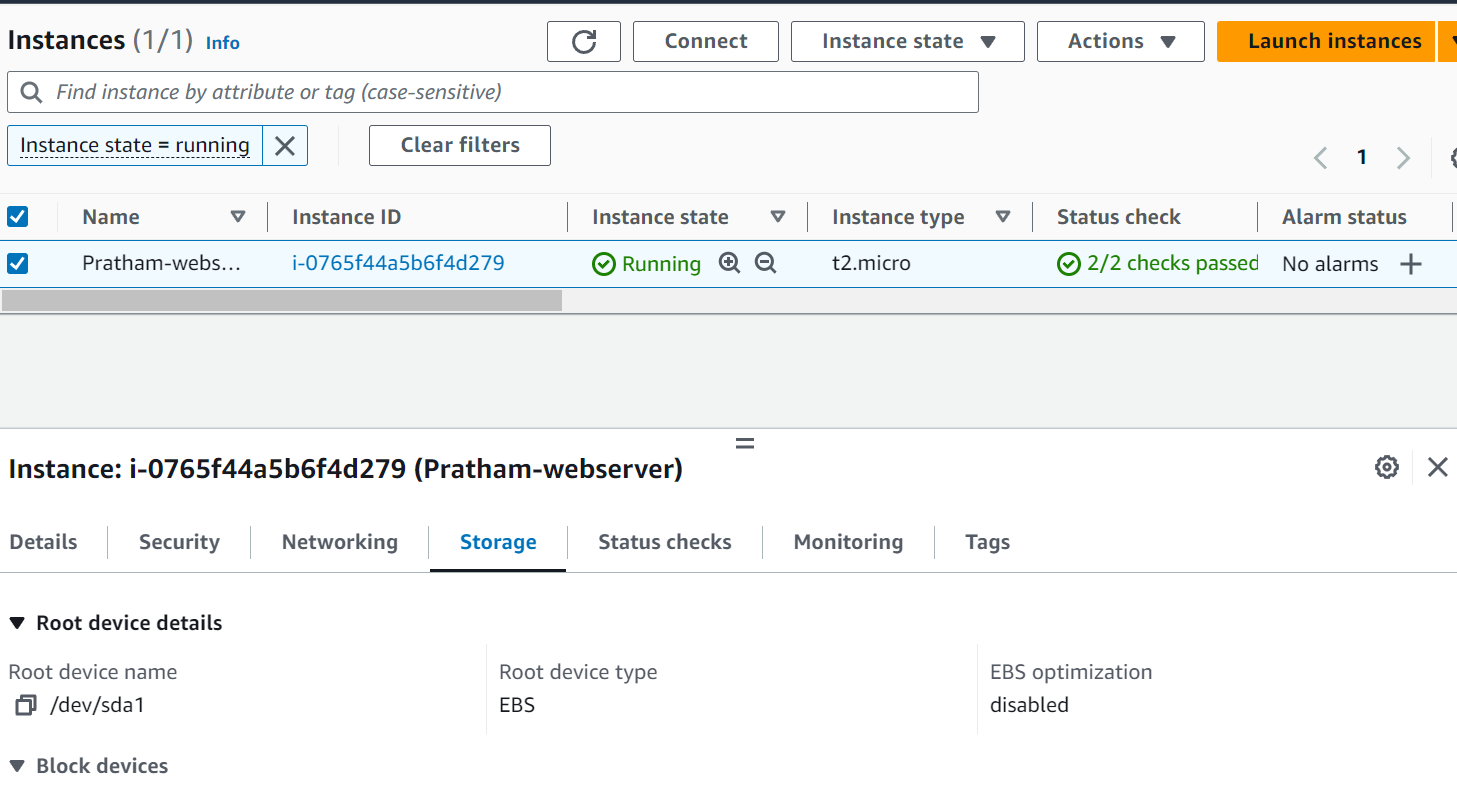 Instances (1/1) Info Connect Instance state Actions Launch instances
Find instance by attribute or tag (case-sensitive)
Instance state = running Clear filters
1
Name Instance ID Instance state Instance type Status check Alarm status
Pratham-webs... i-0765f44a5b6f4d279 Running t2.micro 2/2 checks passed No alarms
Instance: i-0765f44a5b6f4d279 (Pratham-webserver)
Details Security Networking Storage Status checks Monitoring Tags
Root device details
Root device name Root device type EBS optimization
/dev/sda1 EBS disabled
Block devices